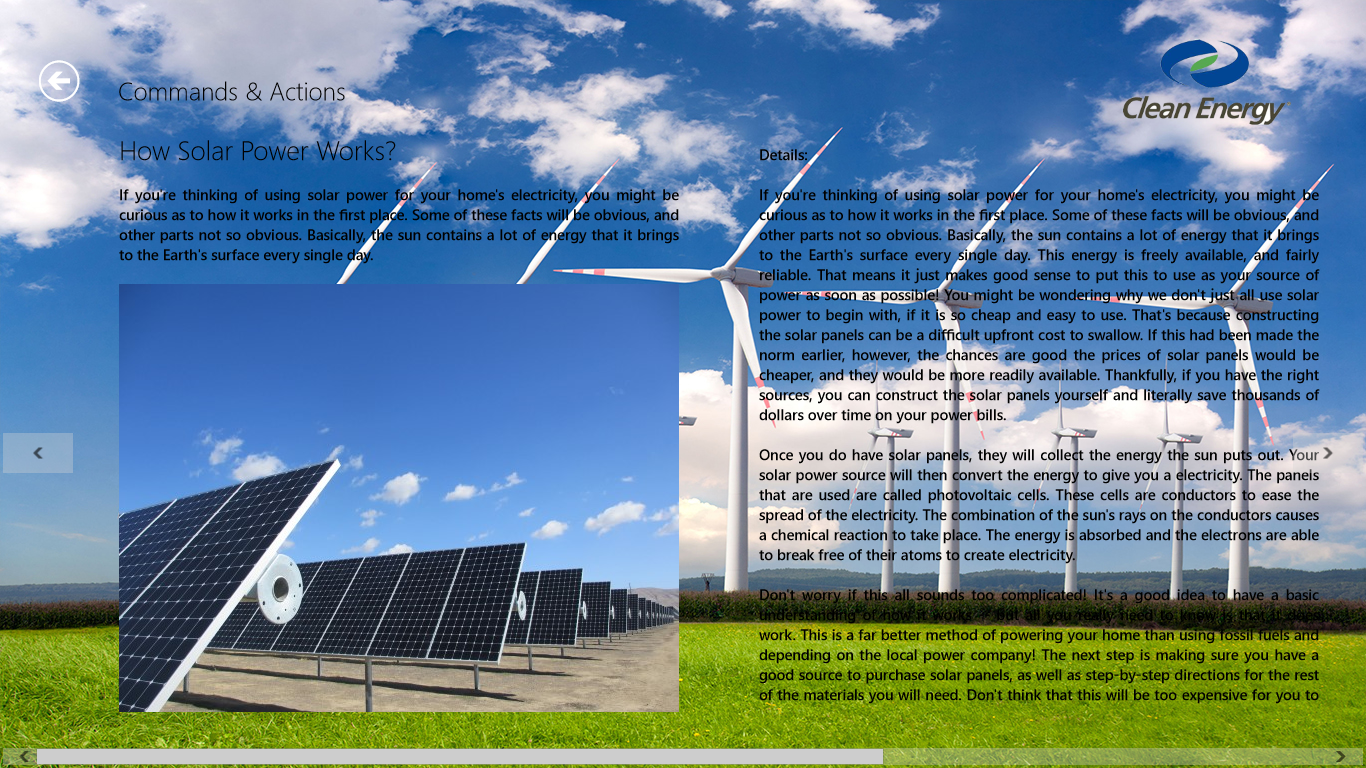 Commands & Actions
Clean Energy
How Solar Power Works?
If you're thinking of using solar power for your home's electricity, you might be
curious as to how it works in the first place. Some of these facts will be obvious, and
other parts not so obvious. Basically, the sun contains a lot of energy that it brings
to the Earth's surface every single day.
Details:
If you're thinking of using solar power for your home's electricity, you might be
curious as to how it works in the first place. Some of these facts will be obvious, and
other parts not so obvious. Basically, the sun contains a lot of energy that it brings
to the Earth's surface every single day. This energy is freely available, and fairly
reliable. That means it just makes good sense to put this to use as your source of
power as soon as possible! You might be wondering why we don't just all use solar
power to begin with, if it is so cheap and easy to use. That's because constructing
the solar panels can be a difficult upfront cost to swallow. If this had been made the
norm earlier, however, the chances are good the prices of solar panels would be
cheaper, and they would be more readily available. Thankfully, if you have the right
sources, you can construct the solar panels yourself and literally save thousands of
dollars over time on your power bills.
Once you do have solar panels, they will collect the energy the sun puts out. Your
solar power source will then convert the energy to give you a electricity. The panels
that are used are called photovoltaic cells. These cells are conductors to ease the
spread of the electricity. The combination of the sun's rays on the conductors causes
a chemical reaction to take place. The energy is absorbed and the electrons are able
to break free of their atoms to create electricity.
Don't worry if this all sounds too complicated! It's a good idea to have a basic
understanding of how it works, but all you really need to know is that it does
work. This is a far better method of powering your home than using fossil fuels and
depending on the local power company! The next step is making sure you have a
good source to purchase solar panels, as well as step-by-step directions for the rest
of the materials you will need. Don't think that this will be too expensive for you to